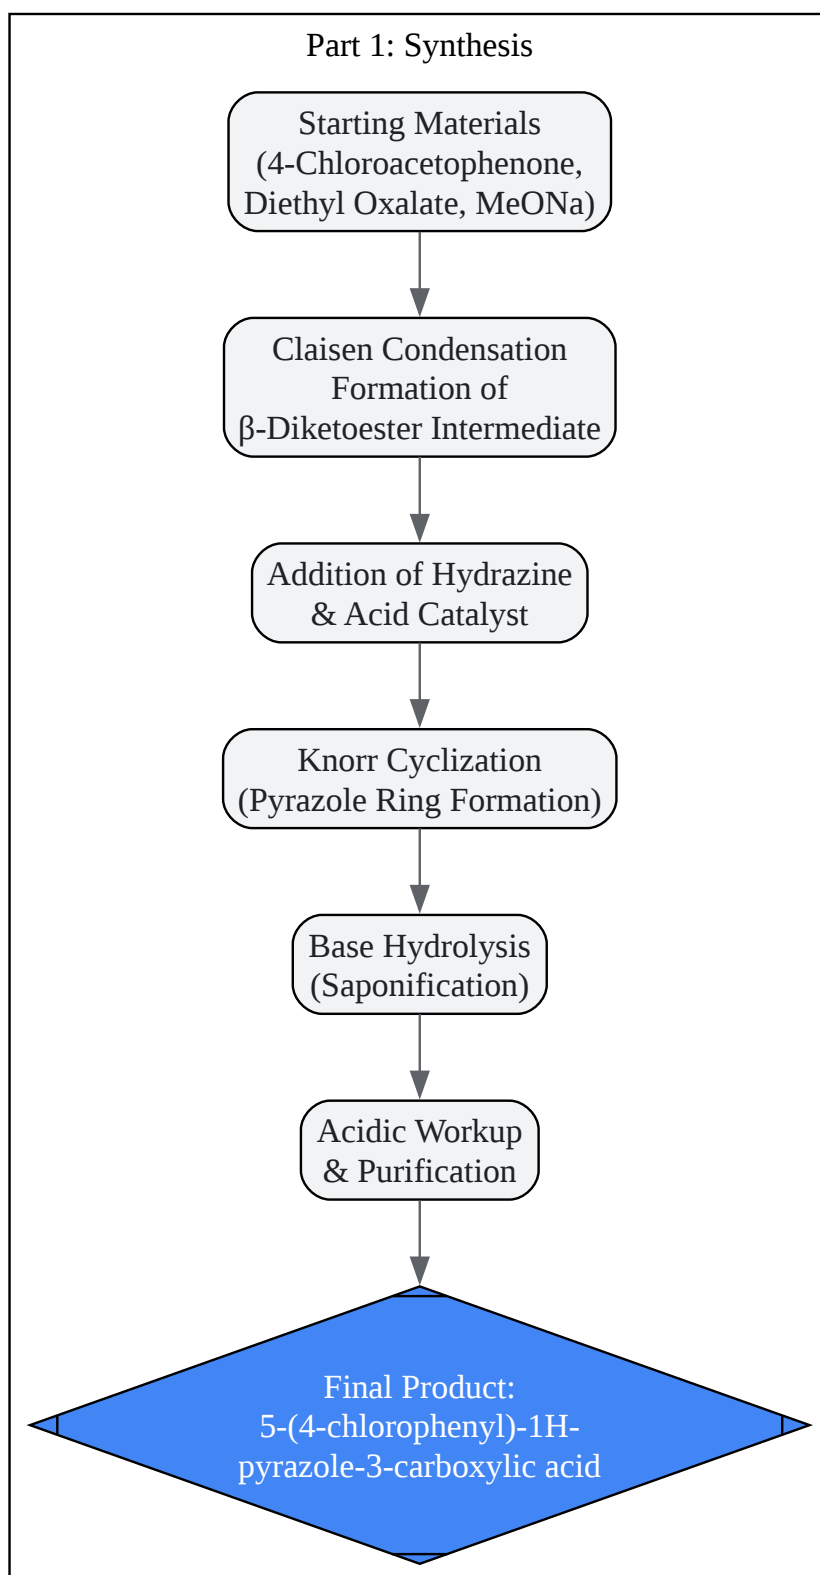 Part 1: Synthesis
Starting Materials
(4-Chloroacetophenone,
Diethyl Oxalate, MeONa)
Claisen Condensation
Formation of
β-Diketoester Intermediate
Addition of Hydrazine
& Acid Catalyst
Knorr Cyclization
(Pyrazole Ring Formation)
Base Hydrolysis
(Saponification)
Acidic Workup
& Purification
Final Product:
5-(4-chlorophenyl)-1H-
pyrazole-3-carboxylic acid